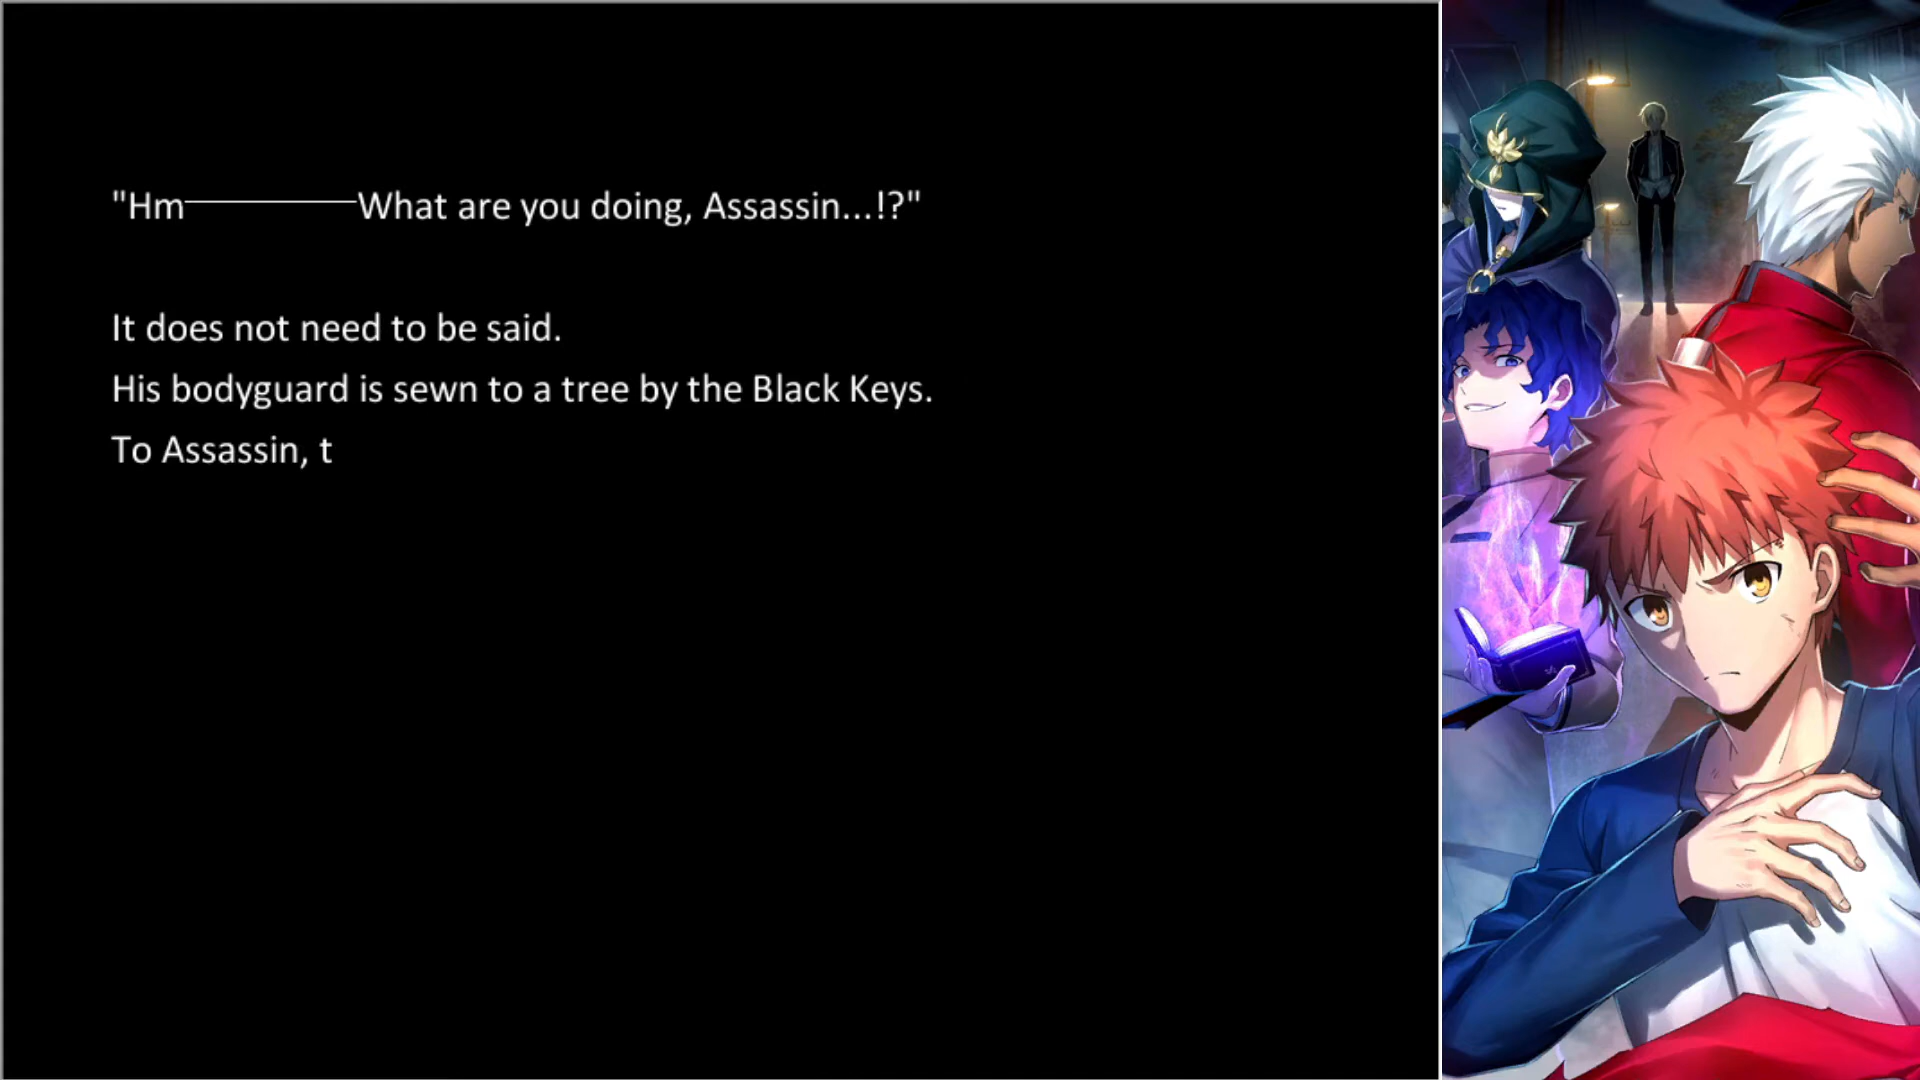 "Hm―――What are you doing, Assassin...!?"
It does not need to be said.
His bodyguard is sewn to a tree by the Black Keys.
To Assassin, t